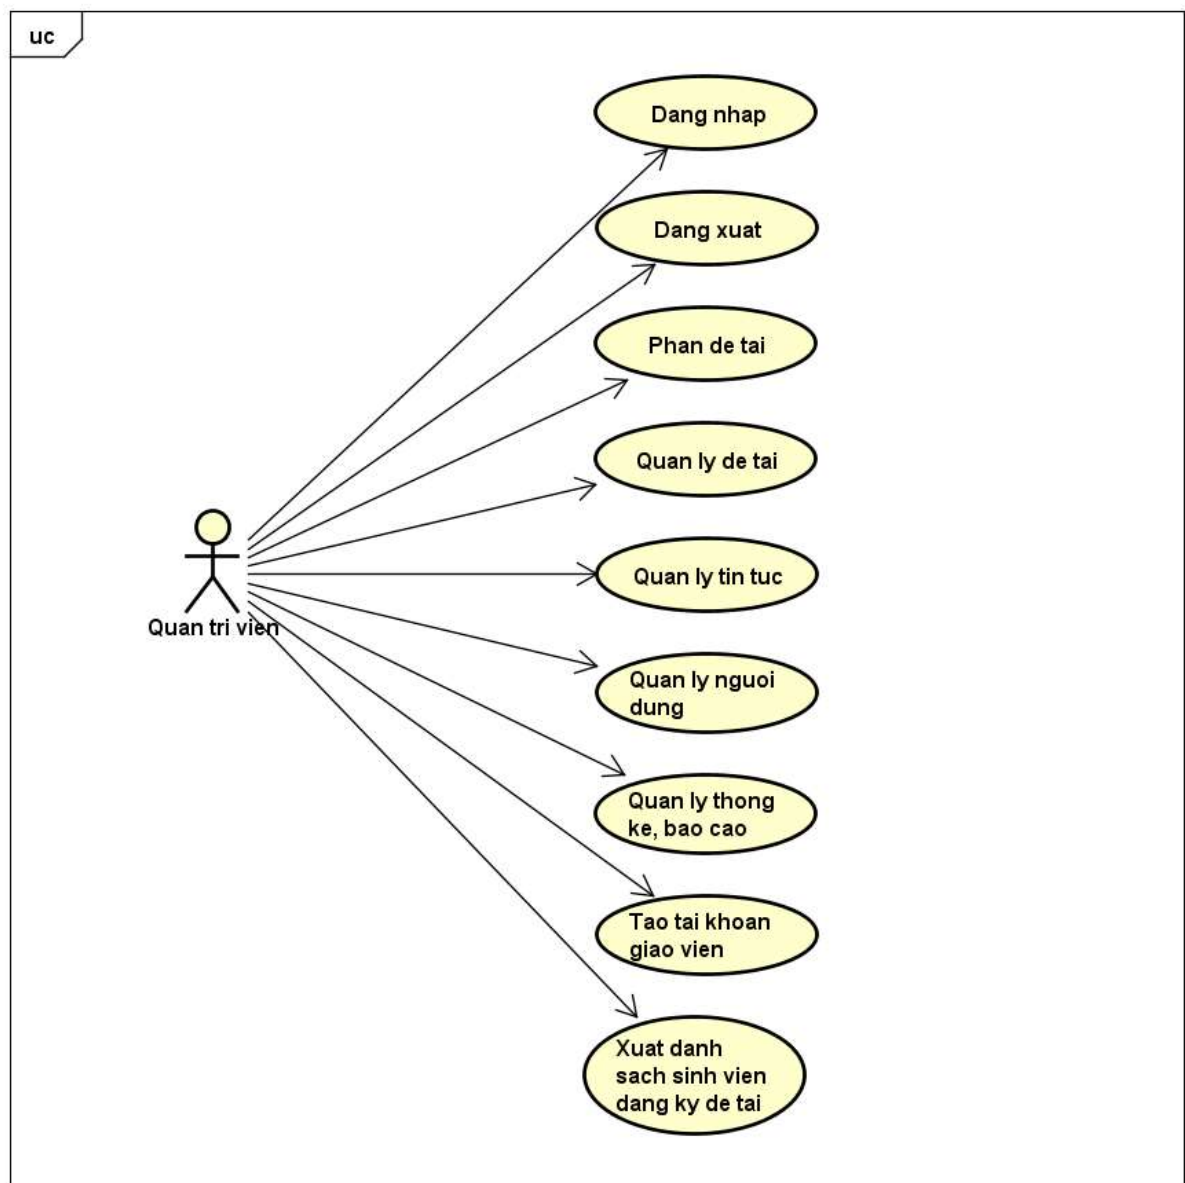 uc
Dang nhap
Dang xuat
Phan de tai
Quan ly de tai
Quan ly tin tuc
Quan tri vien
Quan ly nguoi
dung
Quan ly thong
ke, bao cao
Tao tai khoan
giao vien
Xuat danh
sach sinh vien
dang ky de tai